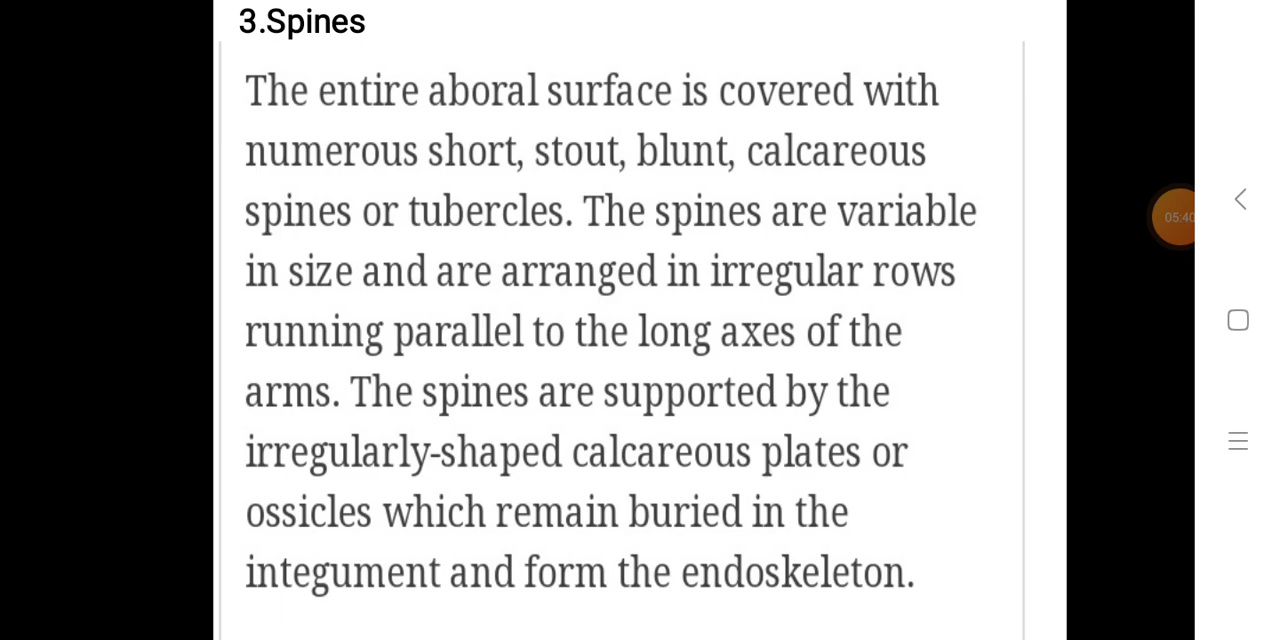 3.Spines
The entire aboral surface is covered with
numerous short, stout, blunt, calcareous
spines or tubercles. The spines are variable
in size and are arranged in irregular rows
running parallel to the long axes of the
arms. The spines are supported by the
irregularly-shaped calcareous plates or
ossicles which remain buried in the
integument and form the endoskeleton.
05:40